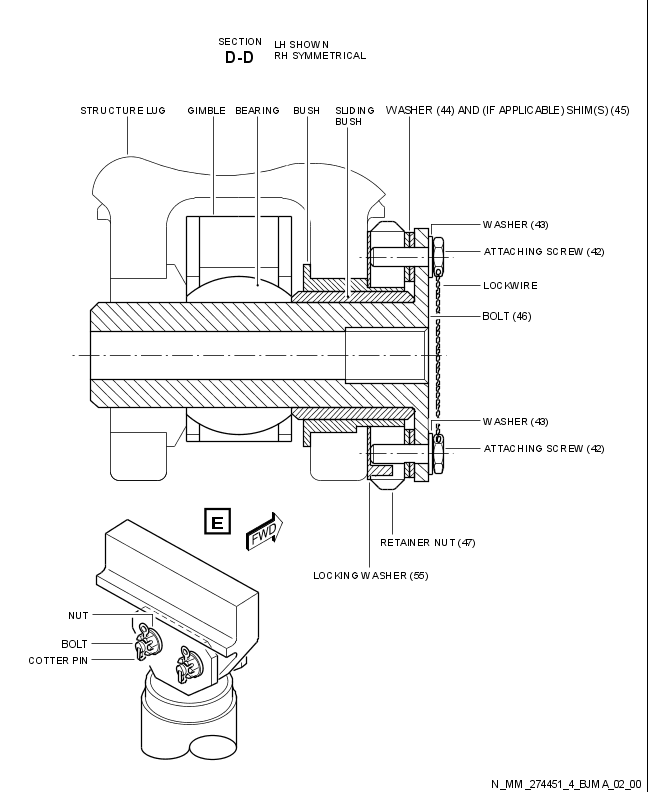 SECTION
D-D
LH SHOWN
RH SYMMETRICAL
STRUCTURE LUG
GIMBLE
BEARING
BUSH
SLIDING
BUSH
WASHER (44) AND (IF APPLICABLE) SHIM(S) (45)
WASHER (43)
ATTACHING SCREW (42)
LOCKWIRE
BOLT (46)
WASHER (43)
ATTACHING SCREW (42)
E
FWD
RETAINER NUT (47)
LOCKING WASHER (55)
NUT
BOLT
COTTER PIN
N_MM_274451_4_BJMA_02_00